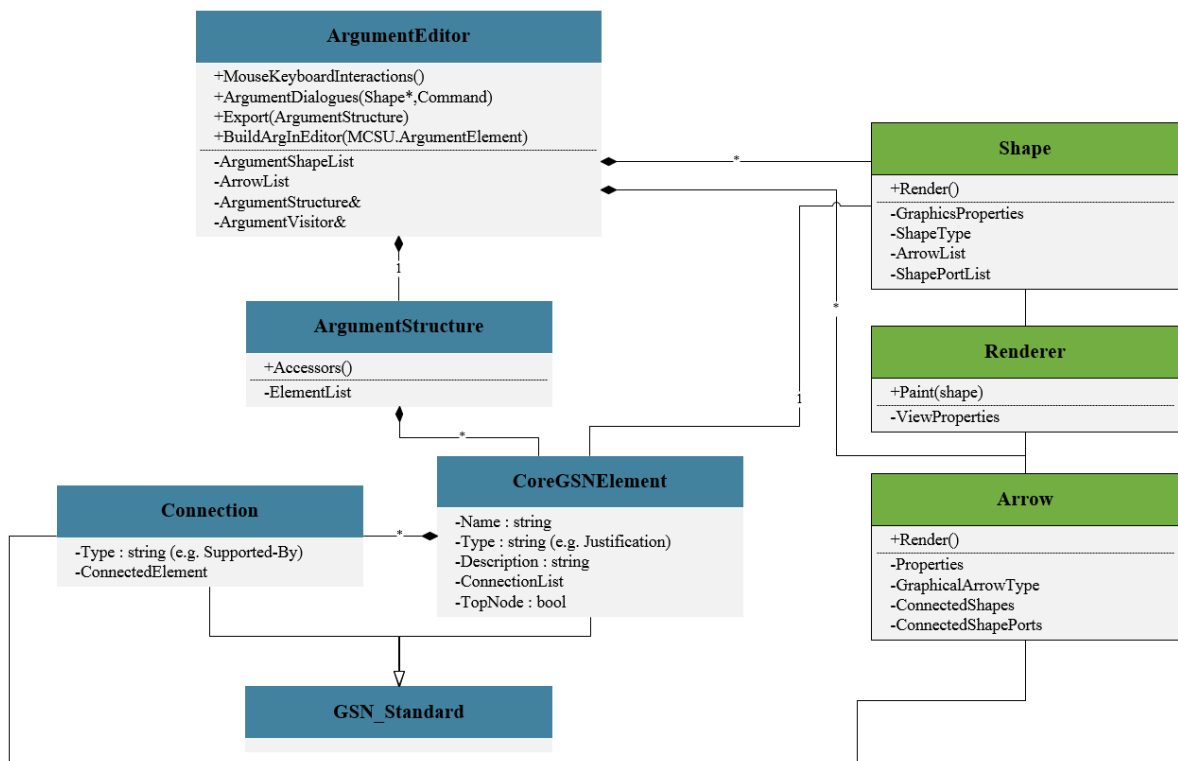 ArgumentEditor
+MouseKeyboardInteractions()
+ArgumentDialogues(Shape*,Command)
+Export(ArgumentStructure)
+BuildArgInEditor(MCSU.ArgumentElement)
-ArgumentShapeList
-ArrowList
-ArgumentStructure&
-ArgumentVisitor&
*
*
1
Shape
+Render()
-GraphicsProperties
-ShapeType
-ArrowList
-ShapePortList
ArgumentStructure
+Accessors()
-ElementList
*
1
Renderer
+Paint(shape)
-ViewProperties
Connection
-Type : string (e.g. Supported-By)
-ConnectedElement
*
CoreGSNElement
-Name : string
-Type : string (e.g. Justification)
-Description : string
-ConnectionList
-TopNode : bool
Arrow
+Render()
-Properties
-GraphicalArrowType
-ConnectedShapes
-ConnectedShapePorts
GSN_Standard